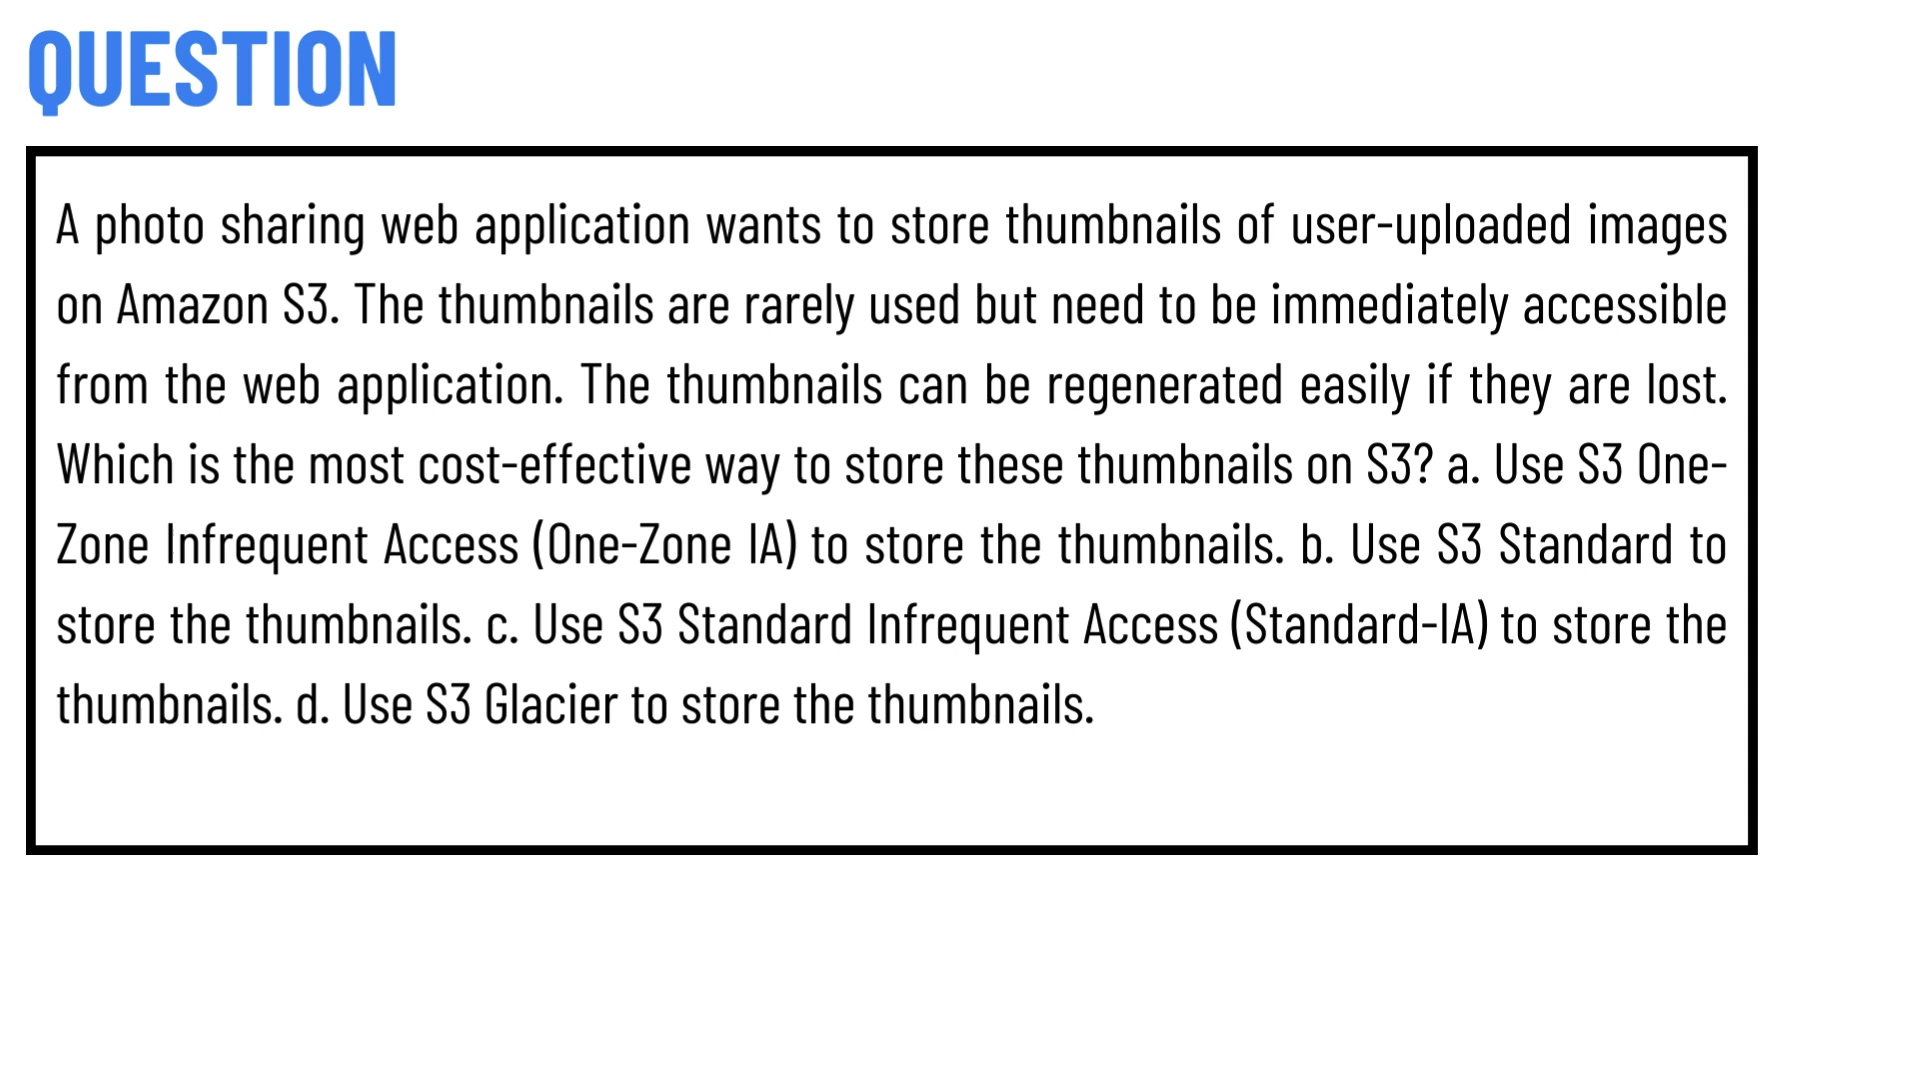 QUESTION
A photo sharing web application wants to store thumbnails of user-uploaded images
on Amazon S3. The thumbnails are rarely used but need to be immediately accessible
from the web application. The thumbnails can be regenerated easily if they are lost.
Which is the most cost-effective way to store these thumbnails on S3? a. Use S3 One-
Zone Infrequent Access (One-Zone IA) to store the thumbnails. b. Use S3 Standard to
store the thumbnails. c. Use S3 Standard Infrequent Access (Standard-IA) to store the
thumbnails. d. Use S3 Glacier to store the thumbnails.